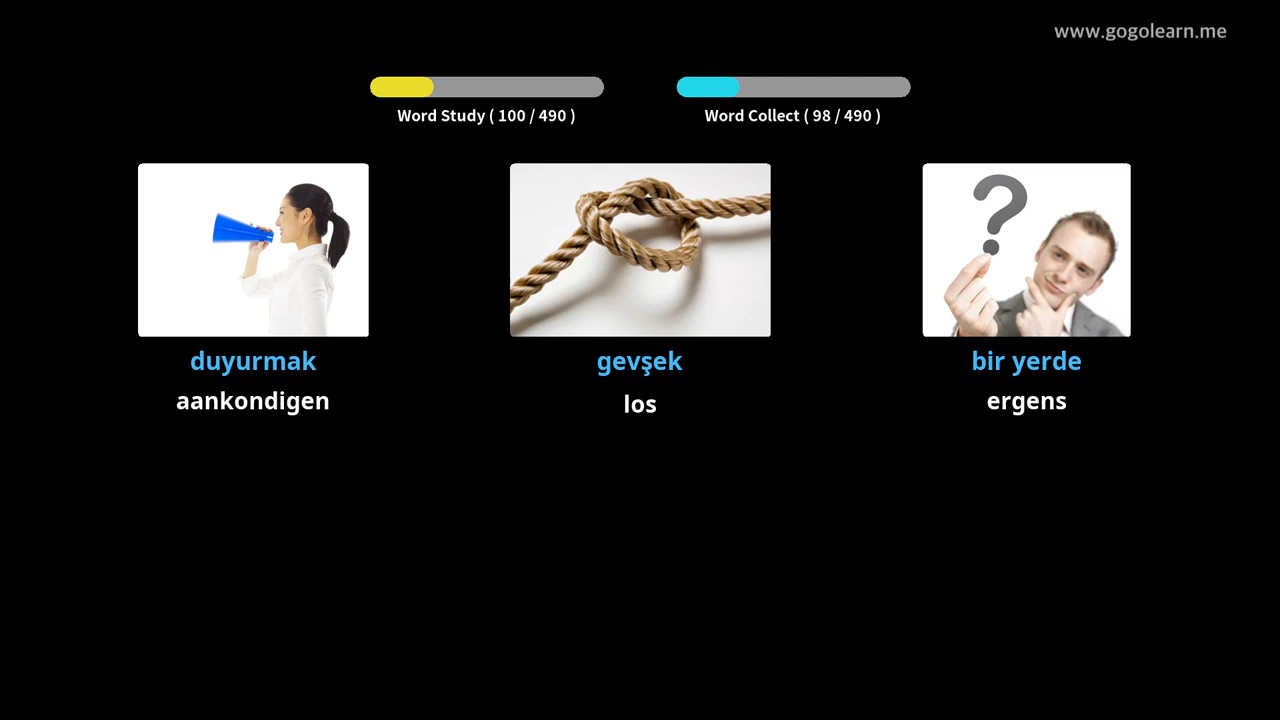 www.gogolearn.me
Word Study ( 100 / 490 )
Word Collect ( 98 / 490 )
duyurmak
aankondigen
gevşek
los
bir yerde
ergens